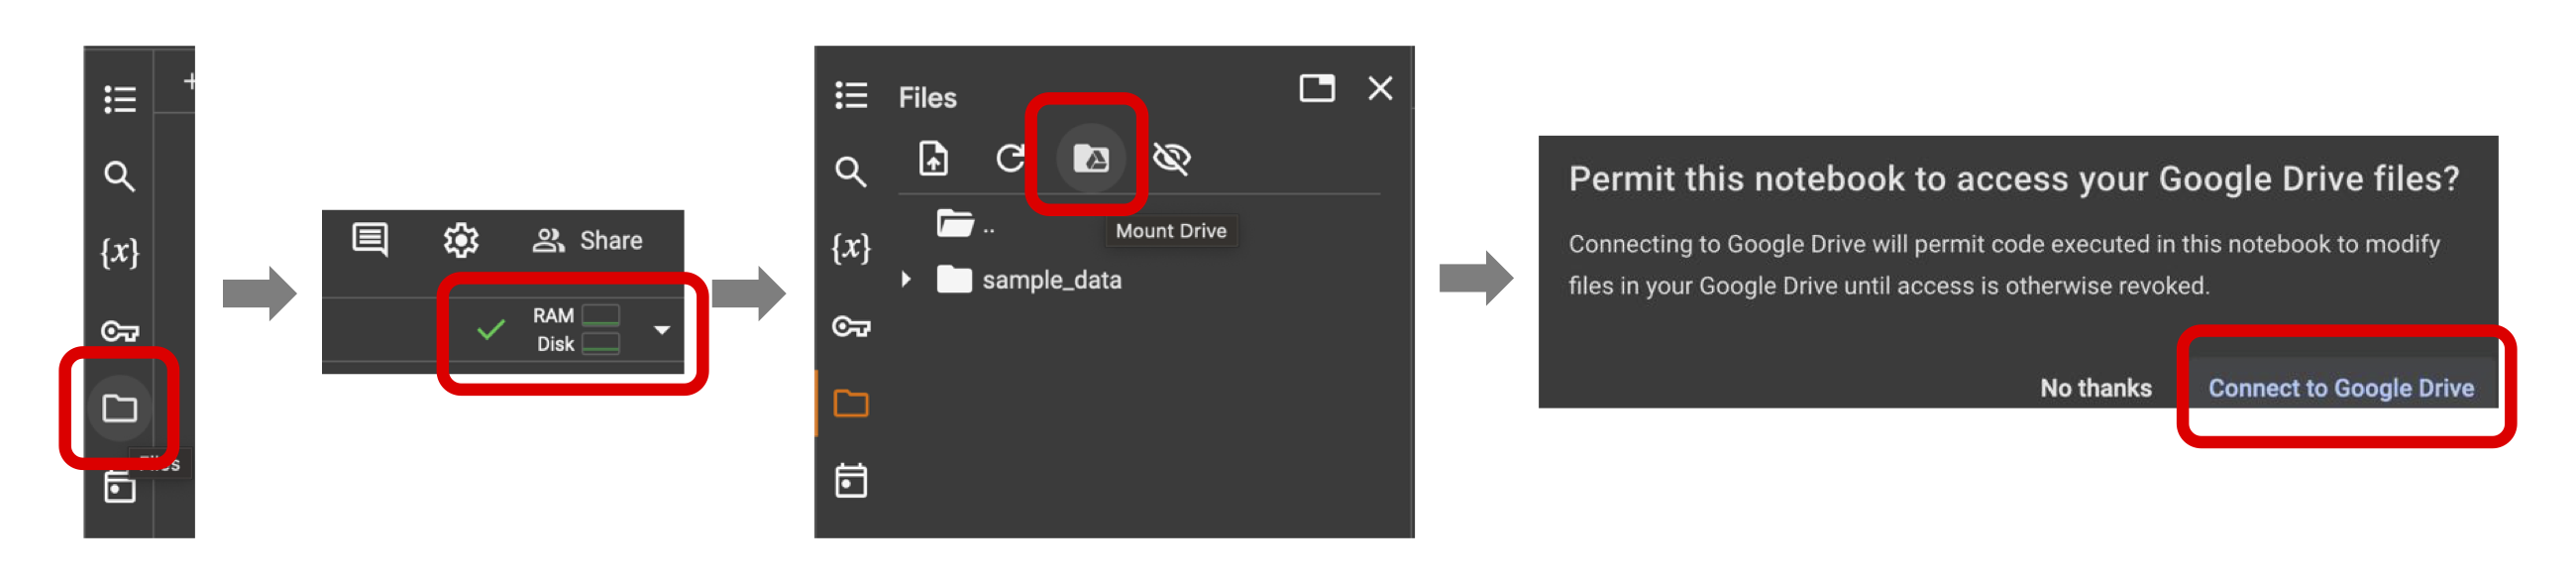 {x}
Files
Share
RAM
Disk
Files
{x}
..
Mount Drive
sample_data
Permit this notebook to access your Google Drive files?
Connecting to Google Drive will permit code executed in this notebook to modify
files in your Google Drive until access is otherwise revoked.
No thanks
Connect to Google Drive